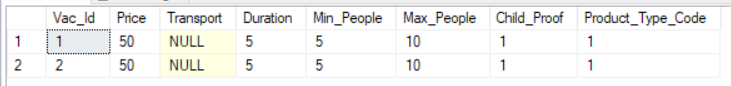 Vac_Id Price Transport Duration Min_People Max_People Child_Proof Product_Type_Code
1 1 50 NULL 5 5 10 1 1
2 2 50 NULL 5 5 10 1 1